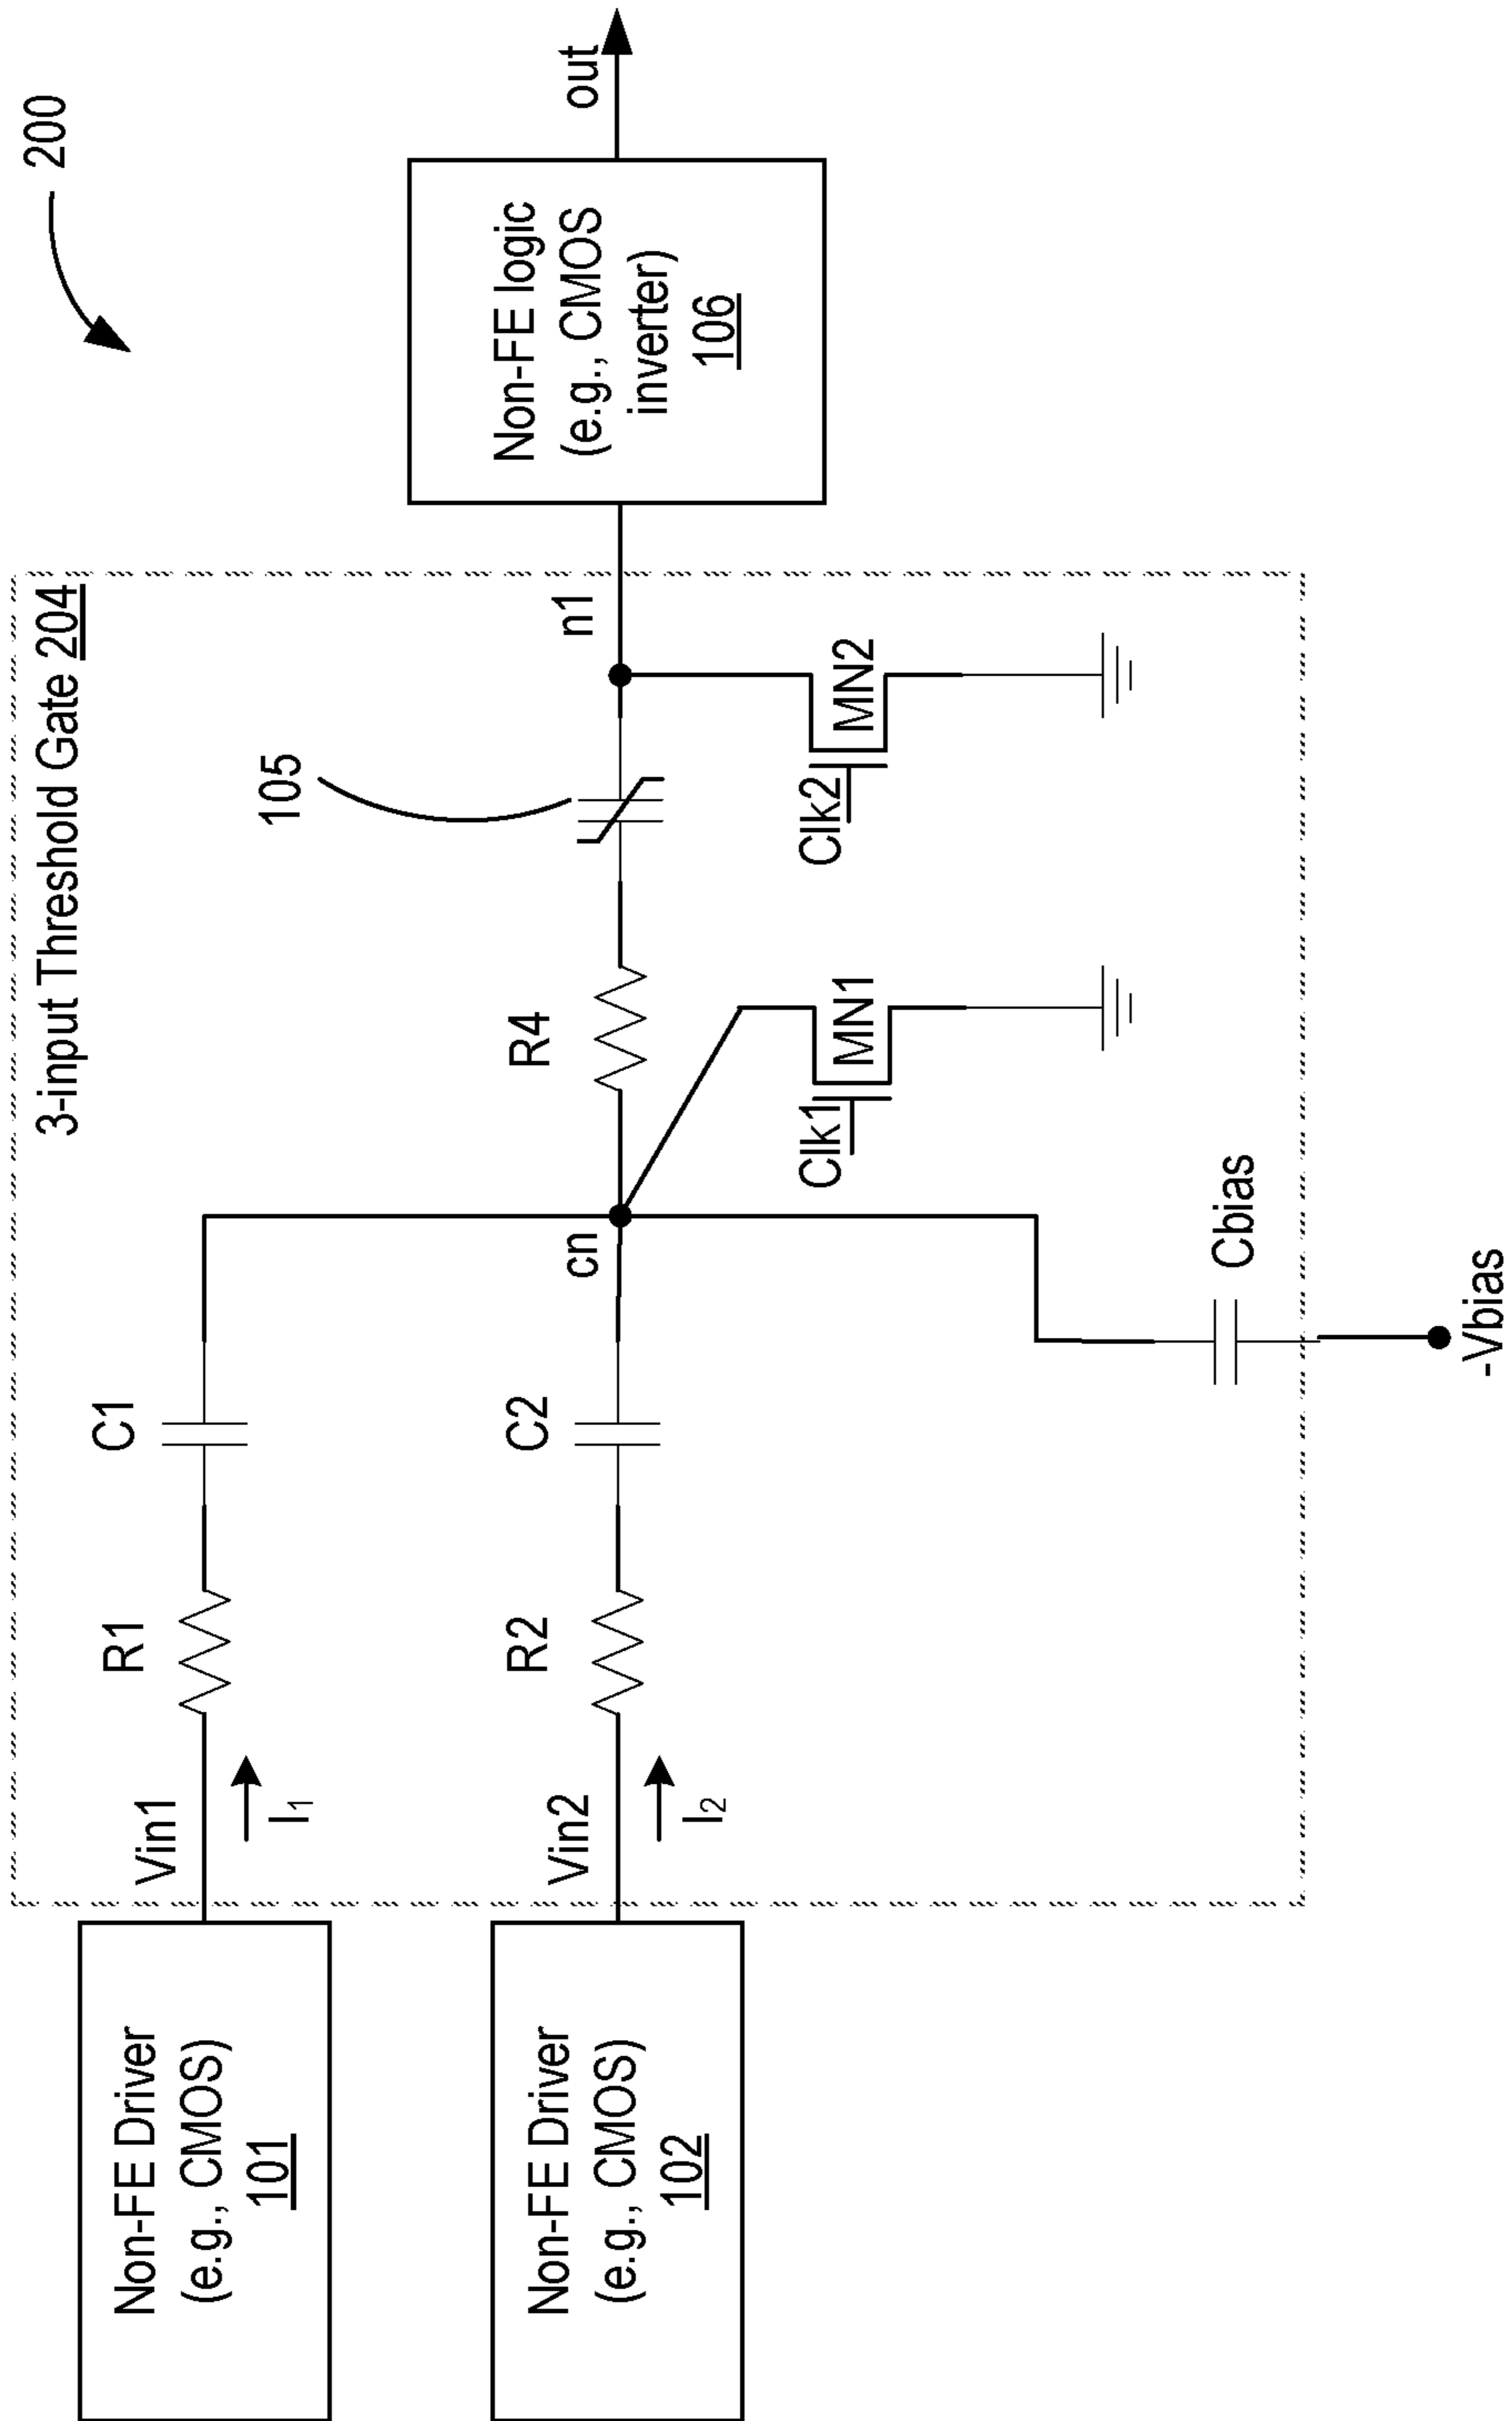 200
3-input Threshold Gate 204
Non-FE Driver
(e.g., CMOS)
101
Vin1
I1
R1
C1
Non-FE Driver
(e.g., CMOS)
102
Vin2
I2
R2
C2
cn
R4
105
n1
Non-FE logic
(e.g., CMOS
inverter)
106
out
Clk1
MN1
Clk2
MN2
Cbias
-Vbias